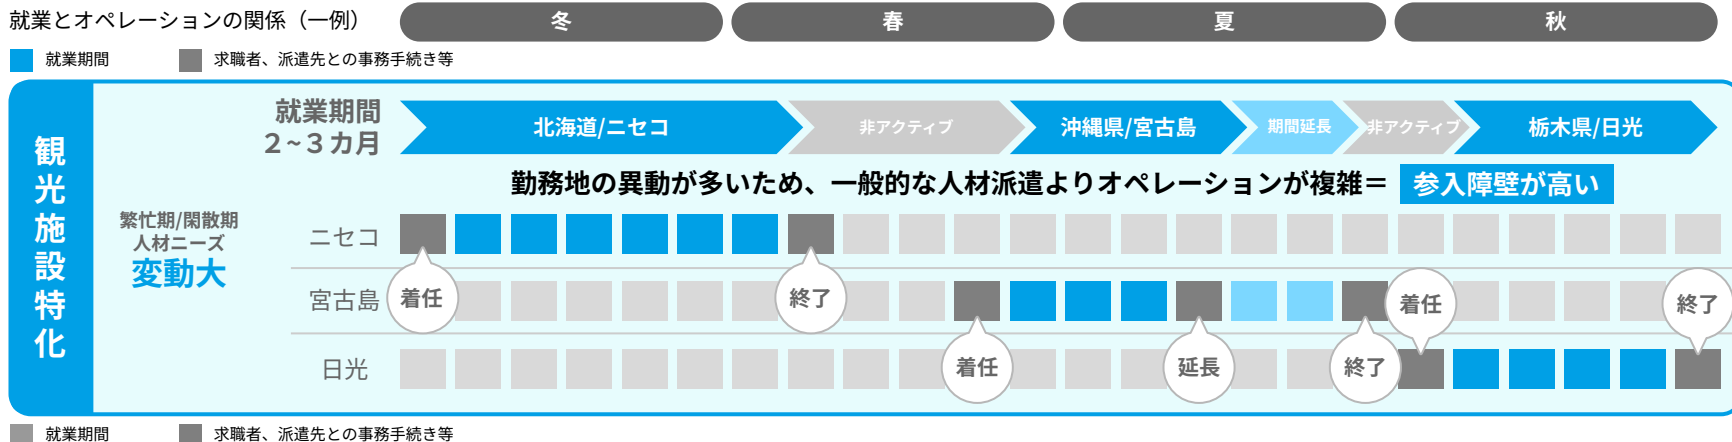 就業とオペレーションの関係（一例）
冬
春
夏
秋
就業期間
求職者、派遣先との事務手続き等
観光施設特化
就業期間
２~３カ月
北海道/ニセコ
非アクティブ
沖縄県/宮古島
期間延長
非アクティブ
栃木県/日光
勤務地の異動が多いため、一般的な人材派遣よりオペレーションが複雑＝ 参入障壁が高い
繁忙期/閑散期
人材ニーズ
変動大
ニセコ
着任
終了
宮古島
着任
終了
日光
着任
延長
終了
就業期間
求職者、派遣先との事務手続き等